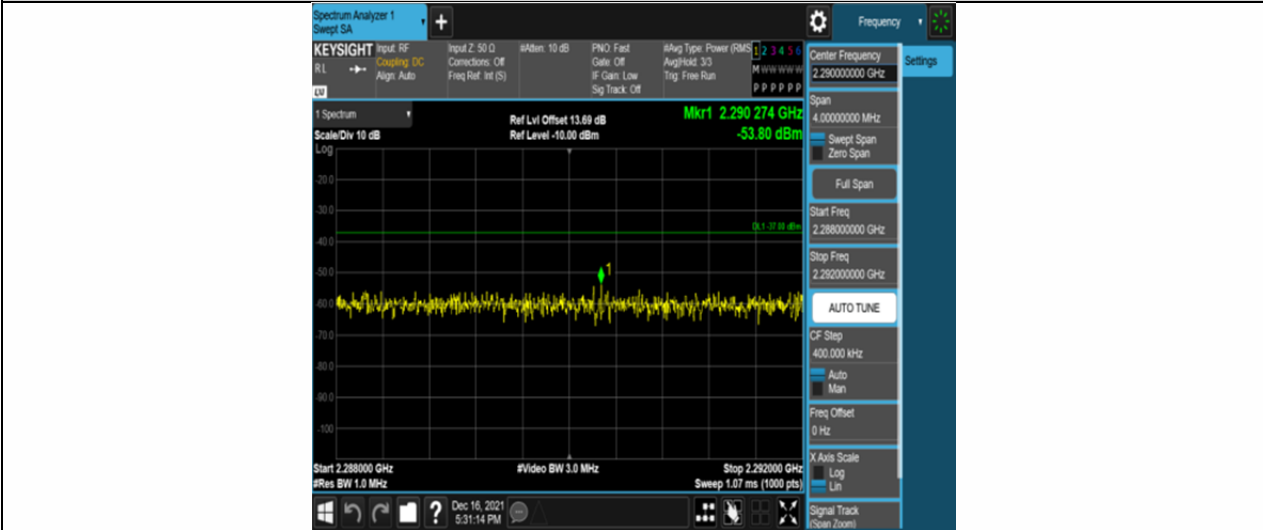 Spectrum Analyzer 1
Swept SA
+
Frequency
KEYSIGHT
RL
LV
Input: RF
Coupling: DC
Align: Auto
Input Z: 50 Ω
Corrections: Off
Freq Ref: Int (S)
#Atten: 10 dB
PNO: Fast
Gate: Off
IF Gain: Low
Sig Track: Off
#Avg Type: Power (RMS
Avg|Hold: 3/3
Trig: Free Run
1 2 3 4 5 6
M W W W W W
P P P P P P
Settings
1 Spectrum
Scale/Div 10 dB
Log
Ref Lvl Offset 13.69 dB
Ref Level -10.00 dBm
Mkr1 2.290 274 GHz
-53.80 dBm
-20.0
-30.0
-40.0
-50.0
-60.0
-70.0
-80.0
-90.0
-100
DL1 -37.00 dBm
1
Start 2.288000 GHz
#Res BW 1.0 MHz
#Video BW 3.0 MHz
Stop 2.292000 GHz
Sweep 1.07 ms (1000 pts)
Center Frequency
2.290000000 GHz
Span
4.00000000 MHz
Swept Span
Zero Span
Full Span
Start Freq
2.288000000 GHz
Stop Freq
2.292000000 GHz
AUTO TUNE
CF Step
400.000 kHz
Auto
Man
Freq Offset
0 Hz
X Axis Scale
Log
Lin
Signal Track
(Span Zoom)
?
Dec 16, 2021
5:31:14 PM